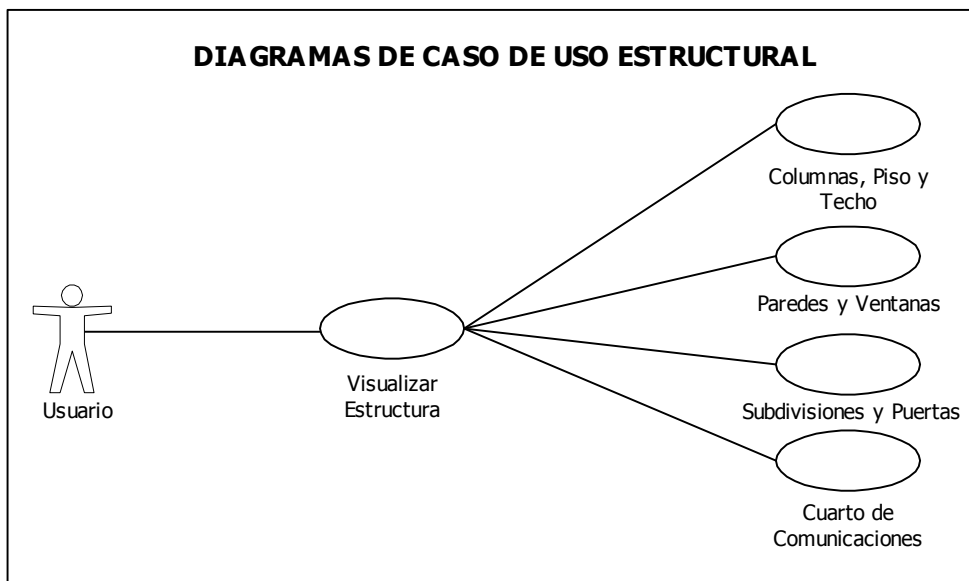 DIAGRAMAS DE CASO DE USO ESTRUCTURAL
Columnas, Piso y
Techo
Paredes y Ventanas
Usuario
Visualizar
Estructura
Subdivisiones y Puertas
Cuarto de
Comunicaciones